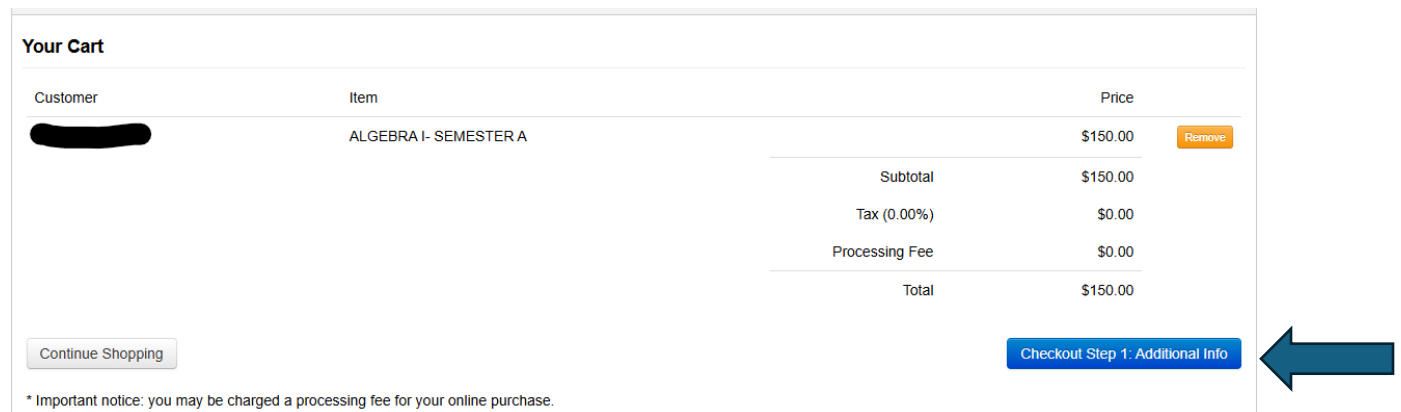 Your Cart
Customer Item Price
ALGEBRA I- SEMESTER A $150.00 Remove
Subtotal $150.00
Tax (0.00%) $0.00
Processing Fee $0.00
Total $150.00
Continue Shopping Checkout Step 1: Additional Info
* Important notice: you may be charged a processing fee for your online purchase.